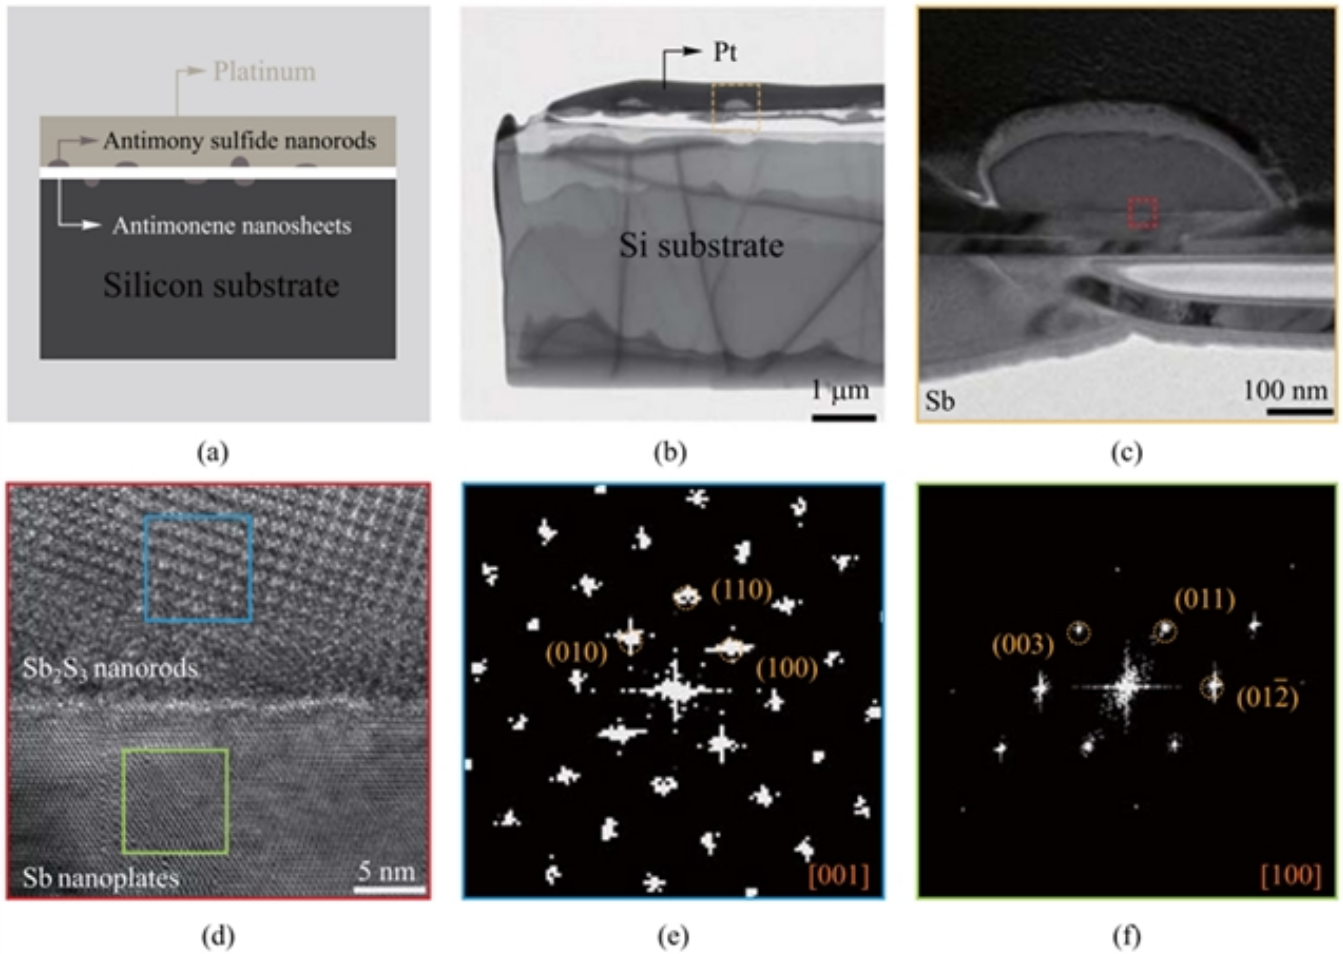 Platinum
Antimony sulfide nanorods
Antimonene nanosheets
Silicon substrate
(a)
Pt
Si substrate
1 μm
(b)
Sb
100 nm
(c)
Sb₂S₃ nanorods
Sb nanoplates
5 nm
(d)
(110)
(010)
(100)
[001]
(e)
(011)
(003)
(012̄)
[100]
(f)